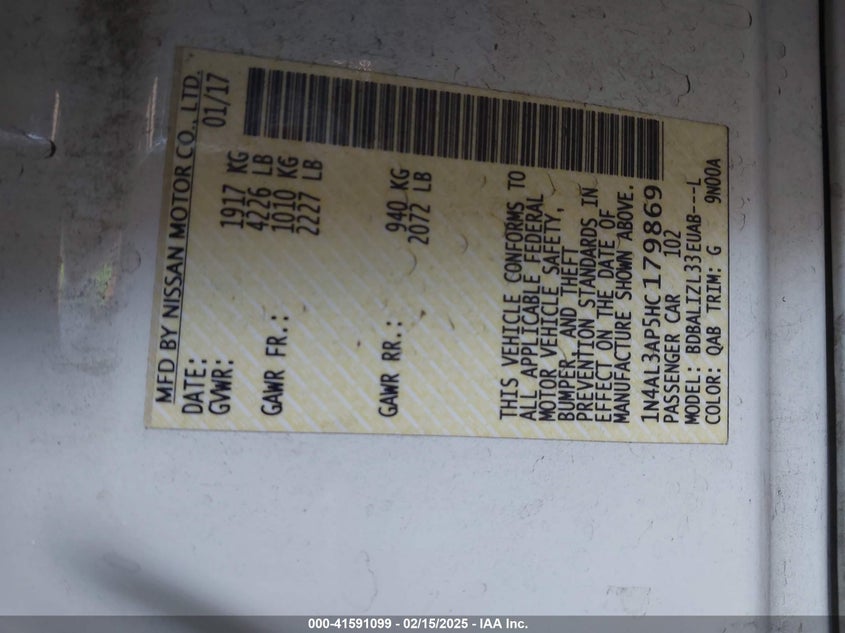 MFD BY NISSAN MOTOR CO., LTD.
DATE: 01/17
GVWR: 1917 KG
4226 LB
GAWR FR.: 1010 KG
2227 LB
GAWR RR.: 940 KG
2072 LB
THIS VEHICLE CONFORMS TO
ALL APPLICABLE FEDERAL
MOTOR VEHICLE SAFETY,
BUMPER, AND THEFT
PREVENTION STANDARDS IN
EFFECT ON THE DATE OF
MANUFACTURE SHOWN ABOVE.
1N4AL3AP5HC179869
PASSENGER CAR 102
MODEL: BDBALIZL33EUAB---L
COLOR: QAB TRIM: G 9N00A
000-41591099 - 02/15/2025 - IAA Inc.